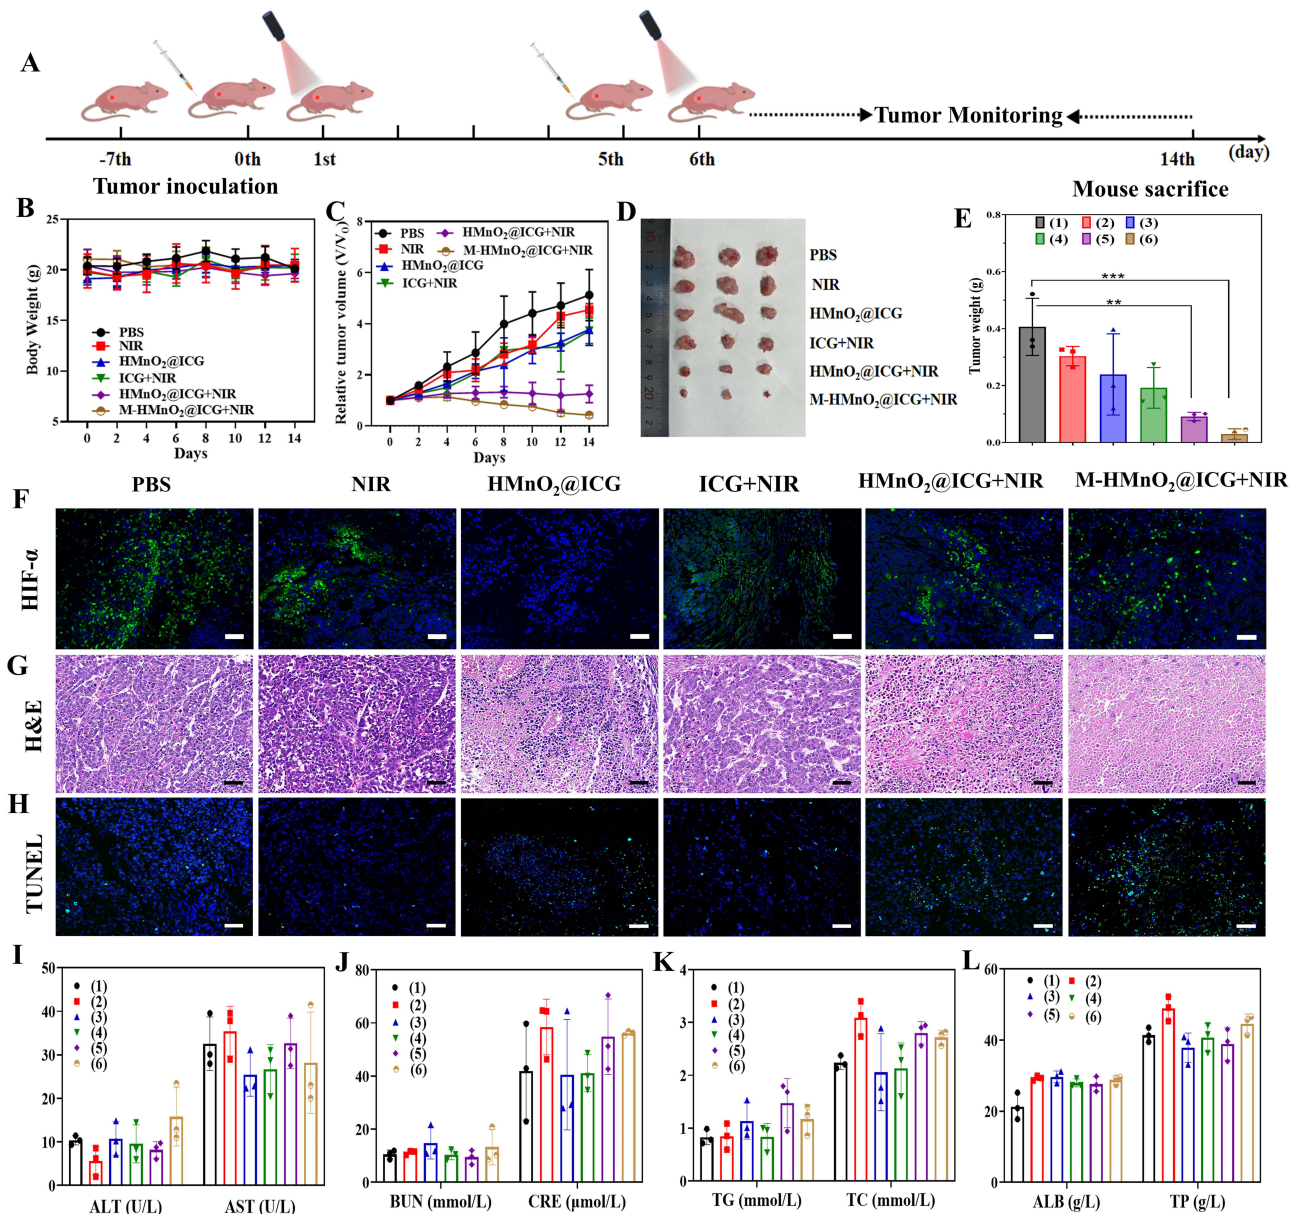 A
-7th
0th
1st
5th
6th
14th
(day)
Tumor Monitoring
Tumor inoculation
Mouse sacrifice
B
Body Weight (g)
25
20
15
10
5
PBS
NIR
HMnO₂@ICG
ICG+NIR
HMnO₂@ICG+NIR
M-HMnO₂@ICG+NIR
0 2 4 6 8 10 12 14
Days
C
Relative tumor volume (V/V₀)
8
6
4
2
0
PBS
NIR
HMnO₂@ICG
ICG+NIR
HMnO₂@ICG+NIR
M-HMnO₂@ICG+NIR
0 2 4 6 8 10 12 14
Days
D
PBS
NIR
HMnO₂@ICG
ICG+NIR
HMnO₂@ICG+NIR
M-HMnO₂@ICG+NIR
E
Tumor weight (g)
0.8
0.6
0.4
0.2
0.0
(1) (2) (3)
(4) (5) (6)
***
**
PBS NIR HMnO₂@ICG ICG+NIR HMnO₂@ICG+NIR M-HMnO₂@ICG+NIR
F
HIF-α
G
H&E
H
TUNEL
I
50
40
30
20
10
0
(1)
(2)
(3)
(4)
(5)
(6)
ALT (U/L) AST (U/L)
J
80
60
40
20
0
(1)
(2)
(3)
(4)
(5)
(6)
BUN (mmol/L) CRE (μmol/L)
K
4
3
2
1
0
(1)
(2)
(3)
(4)
(5)
(6)
TG (mmol/L) TC (mmol/L)
L
60
40
20
0
(1) (2)
(3) (4)
(5) (6)
ALB (g/L) TP (g/L)